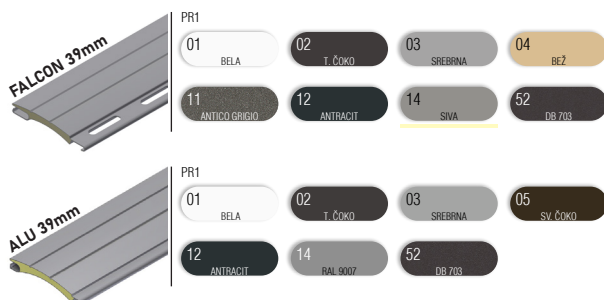 FALCON 39mm
PR1
01 BELA
02 T. ČOKO
03 SREBRNA
04 BEŽ
11 ANTICO GRIGIO
12 ANTRACIT
14 SIVA
52 DB 703
ALU 39mm
PR1
01 BELA
02 T. ČOKO
03 SREBRNA
05 SV. ČOKO
12 ANTRACIT
14 RAL 9007
52 DB 703